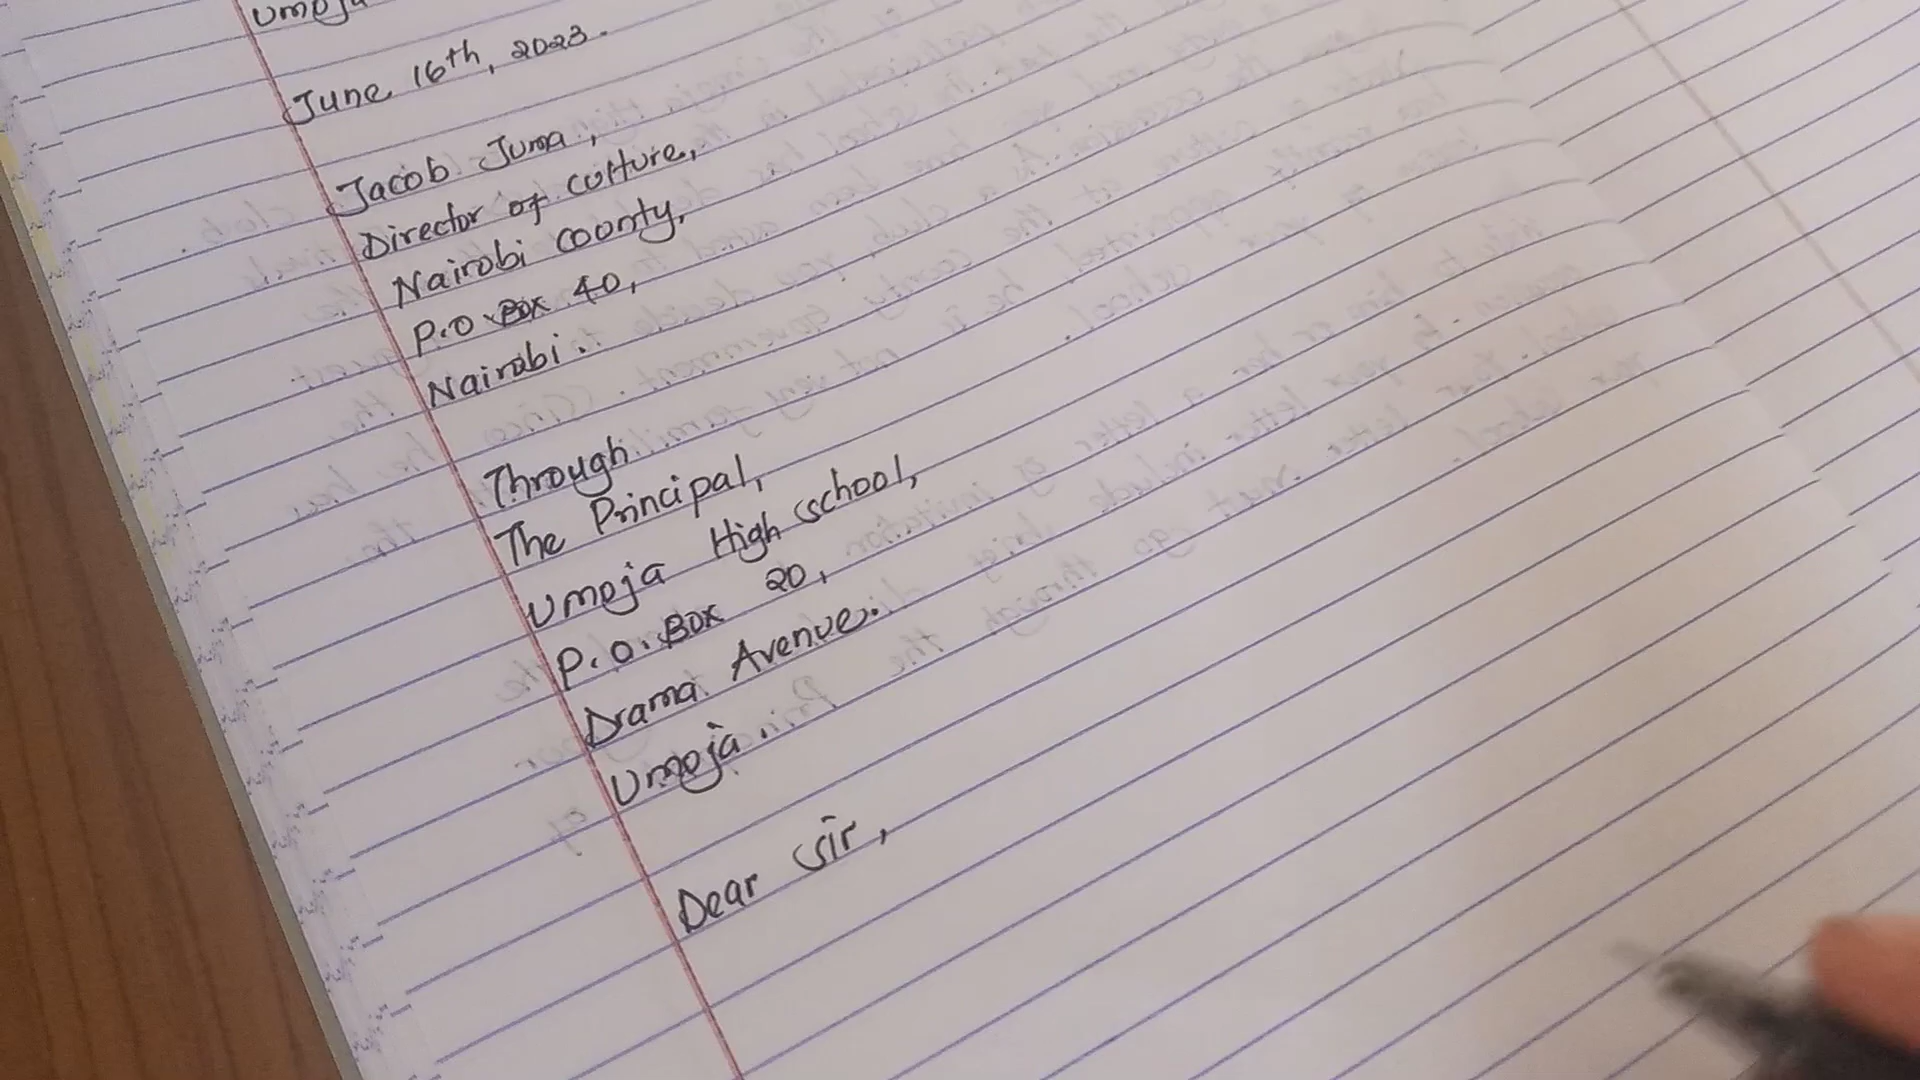 Umoja
June 16th, 2023.
Jacob Juma,
Director of culture,
Nairobi county,
P.O. Box 40,
Nairobi.
Through
The Principal,
Umoja High school,
P.O. Box 20,
Drama Avenue.
Umoja.
Dear Sir,